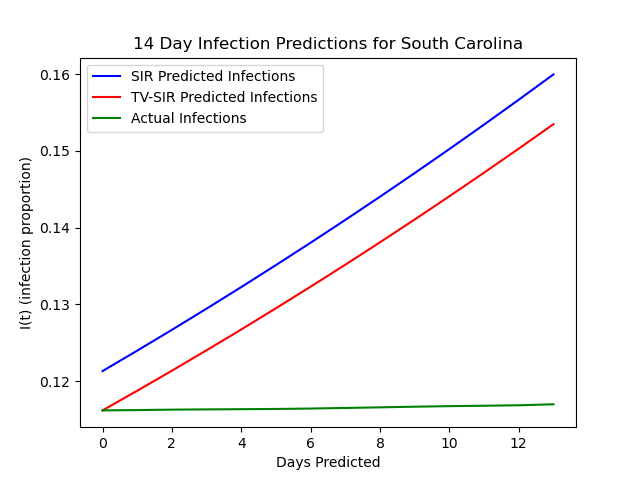 14 Day Infection Predictions for South Carolina
SIR Predicted Infections
TV-SIR Predicted Infections
Actual Infections
I(t) (infection proportion)
0.16
0.15
0.14
0.13
0.12
0 2 4 6 8 10 12
Days Predicted